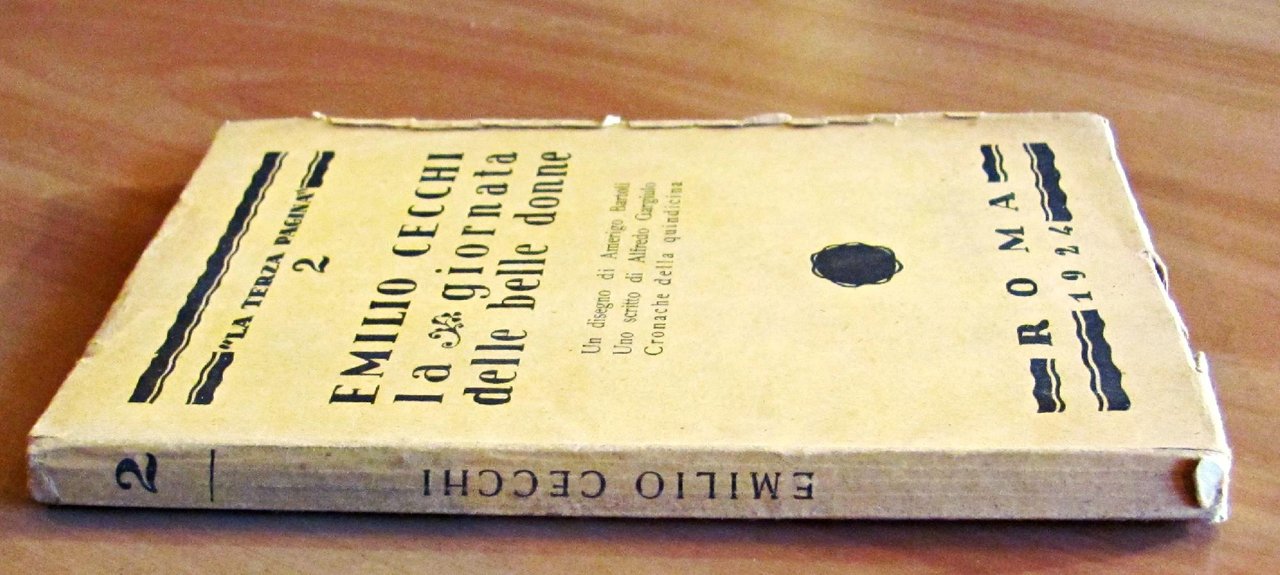 "LA TERZA PAGINA"
2
EMILIO CECCHI
la giornata
delle belle donne
Un disegno di Amerigo Bartoli
Uno scritto di Alfredo Gargiulo
Cronache della quindicina
ROMA
1924
2
EMILIO CECCHI